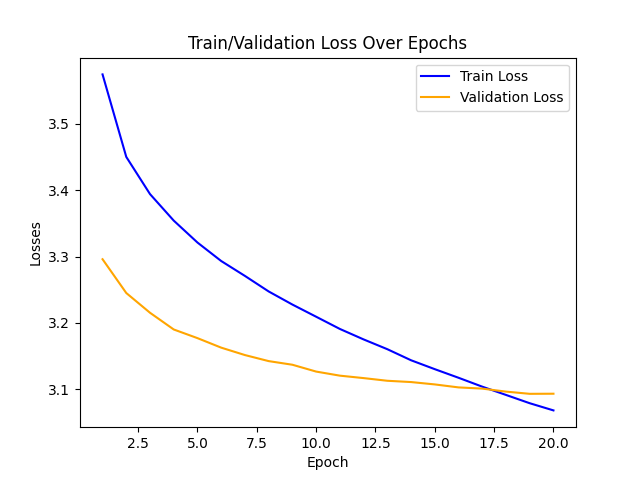 Train/Validation Loss Over Epochs
Train Loss
Validation Loss
Losses
3.5
3.4
3.3
3.2
3.1
2.5 5.0 7.5 10.0 12.5 15.0 17.5 20.0
Epoch